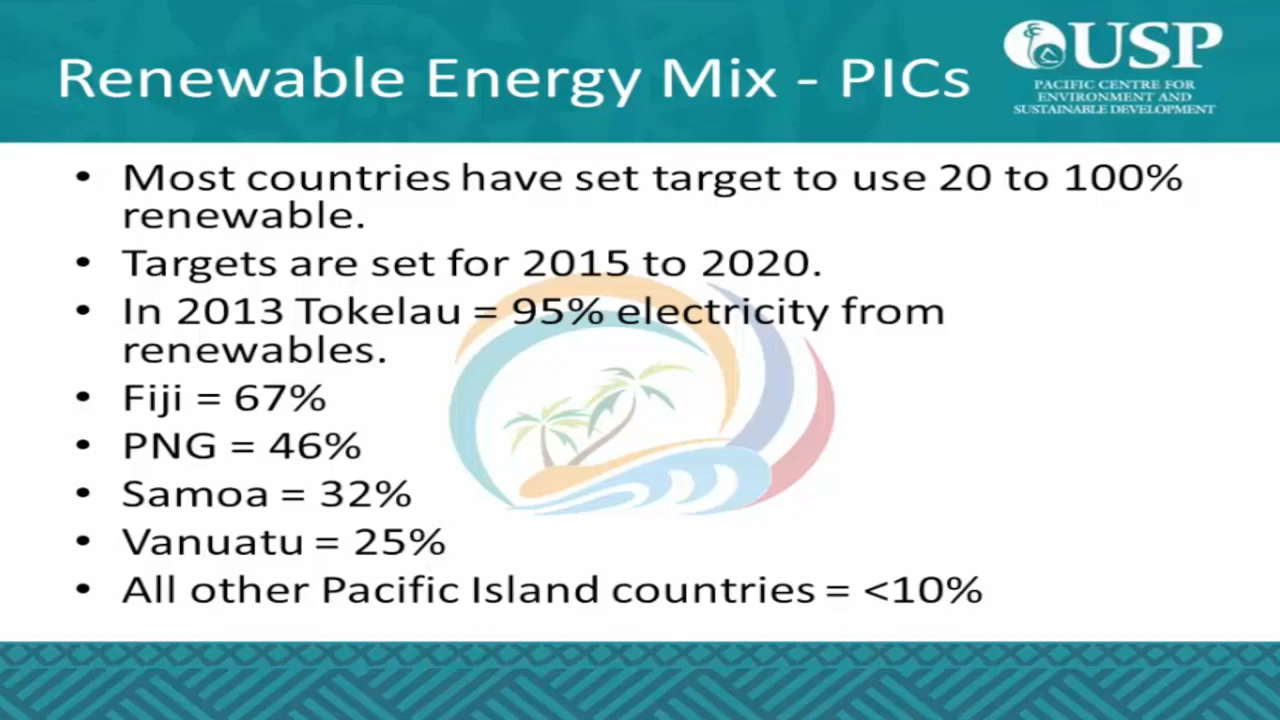 Renewable Energy Mix - PICs
USP
PACIFIC CENTRE FOR
ENVIRONMENT AND
SUSTAINABLE DEVELOPMENT
• Most countries have set target to use 20 to 100%
renewable.
• Targets are set for 2015 to 2020.
• In 2013 Tokelau = 95% electricity from
renewables.
• Fiji = 67%
• PNG = 46%
• Samoa = 32%
• Vanuatu = 25%
• All other Pacific Island countries = <10%